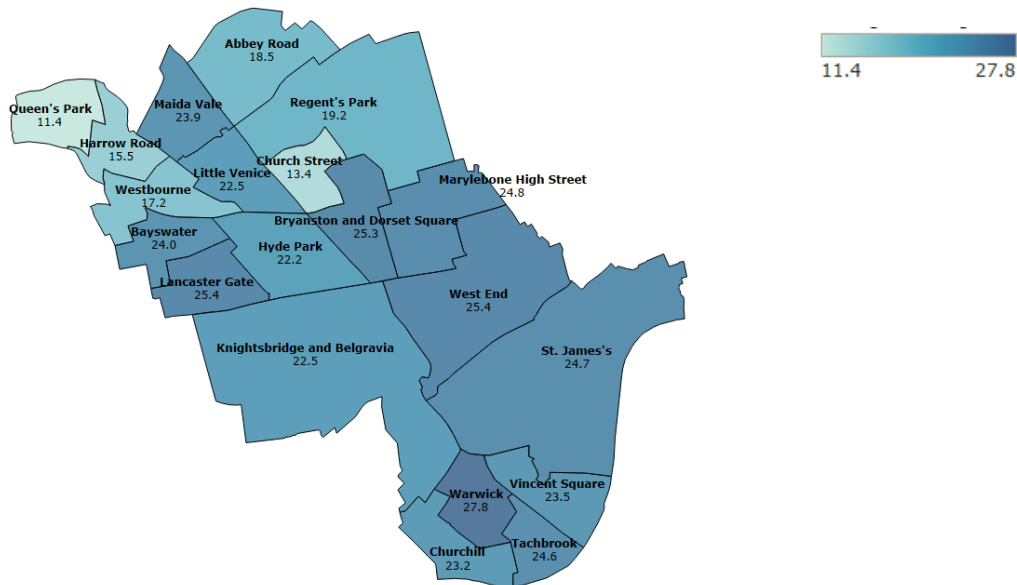 Abbey Road
18.5
11.4
27.8
Queen's Park
11.4
Maida Vale
23.9
Regent's Park
19.2
Harrow Road
15.5
Church Street
13.4
Little Venice
22.5
Marylebone High Street
24.8
Westbourne
17.2
Bryanston and Dorset Square
25.3
Bayswater
24.0
Hyde Park
22.2
Lancaster Gate
25.4
West End
25.4
Knightsbridge and Belgravia
22.5
St. James's
24.7
Warwick
27.8
Vincent Square
23.5
Churchill
23.2
Tachbrook
24.6